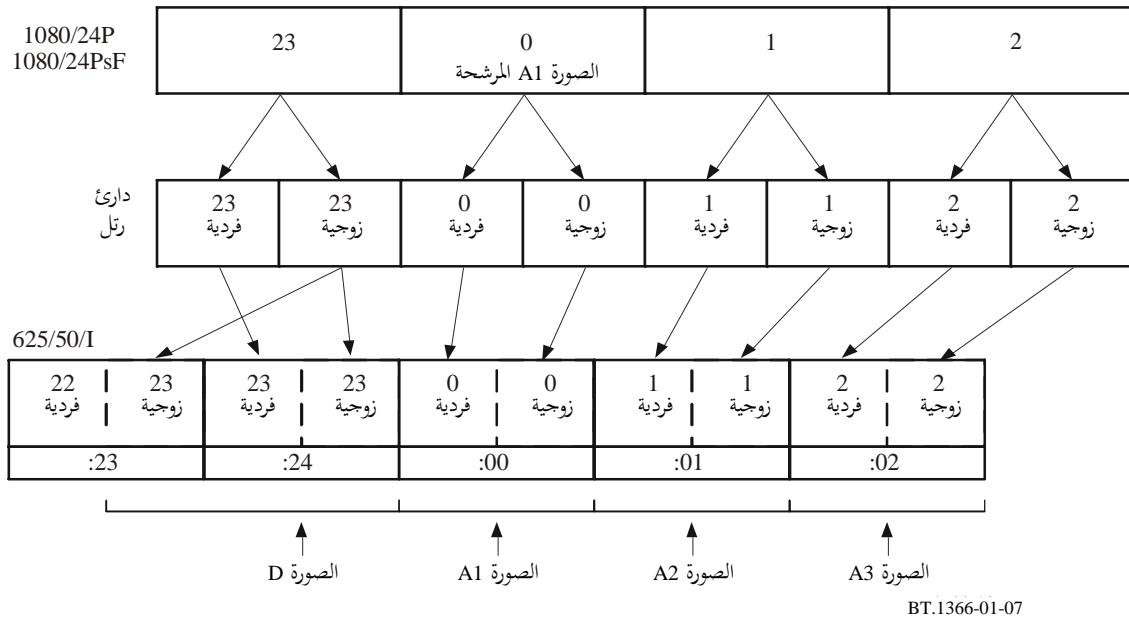 1080/24P
1080/24PsF
23 0 1 2
الصورة A1 المرشحة
دارئ
رتل
23 23 0 0 1 1 2 2
فردية زوجية فردية زوجية فردية زوجية فردية زوجية
625/50/I
22 23 23 23 0 0 1 1 2 2
فردية زوجية فردية زوجية فردية زوجية فردية زوجية فردية زوجية
:23 :24 :00 :01 :02
الصورة D الصورة A1 الصورة A2 الصورة A3
BT.1366-01-07